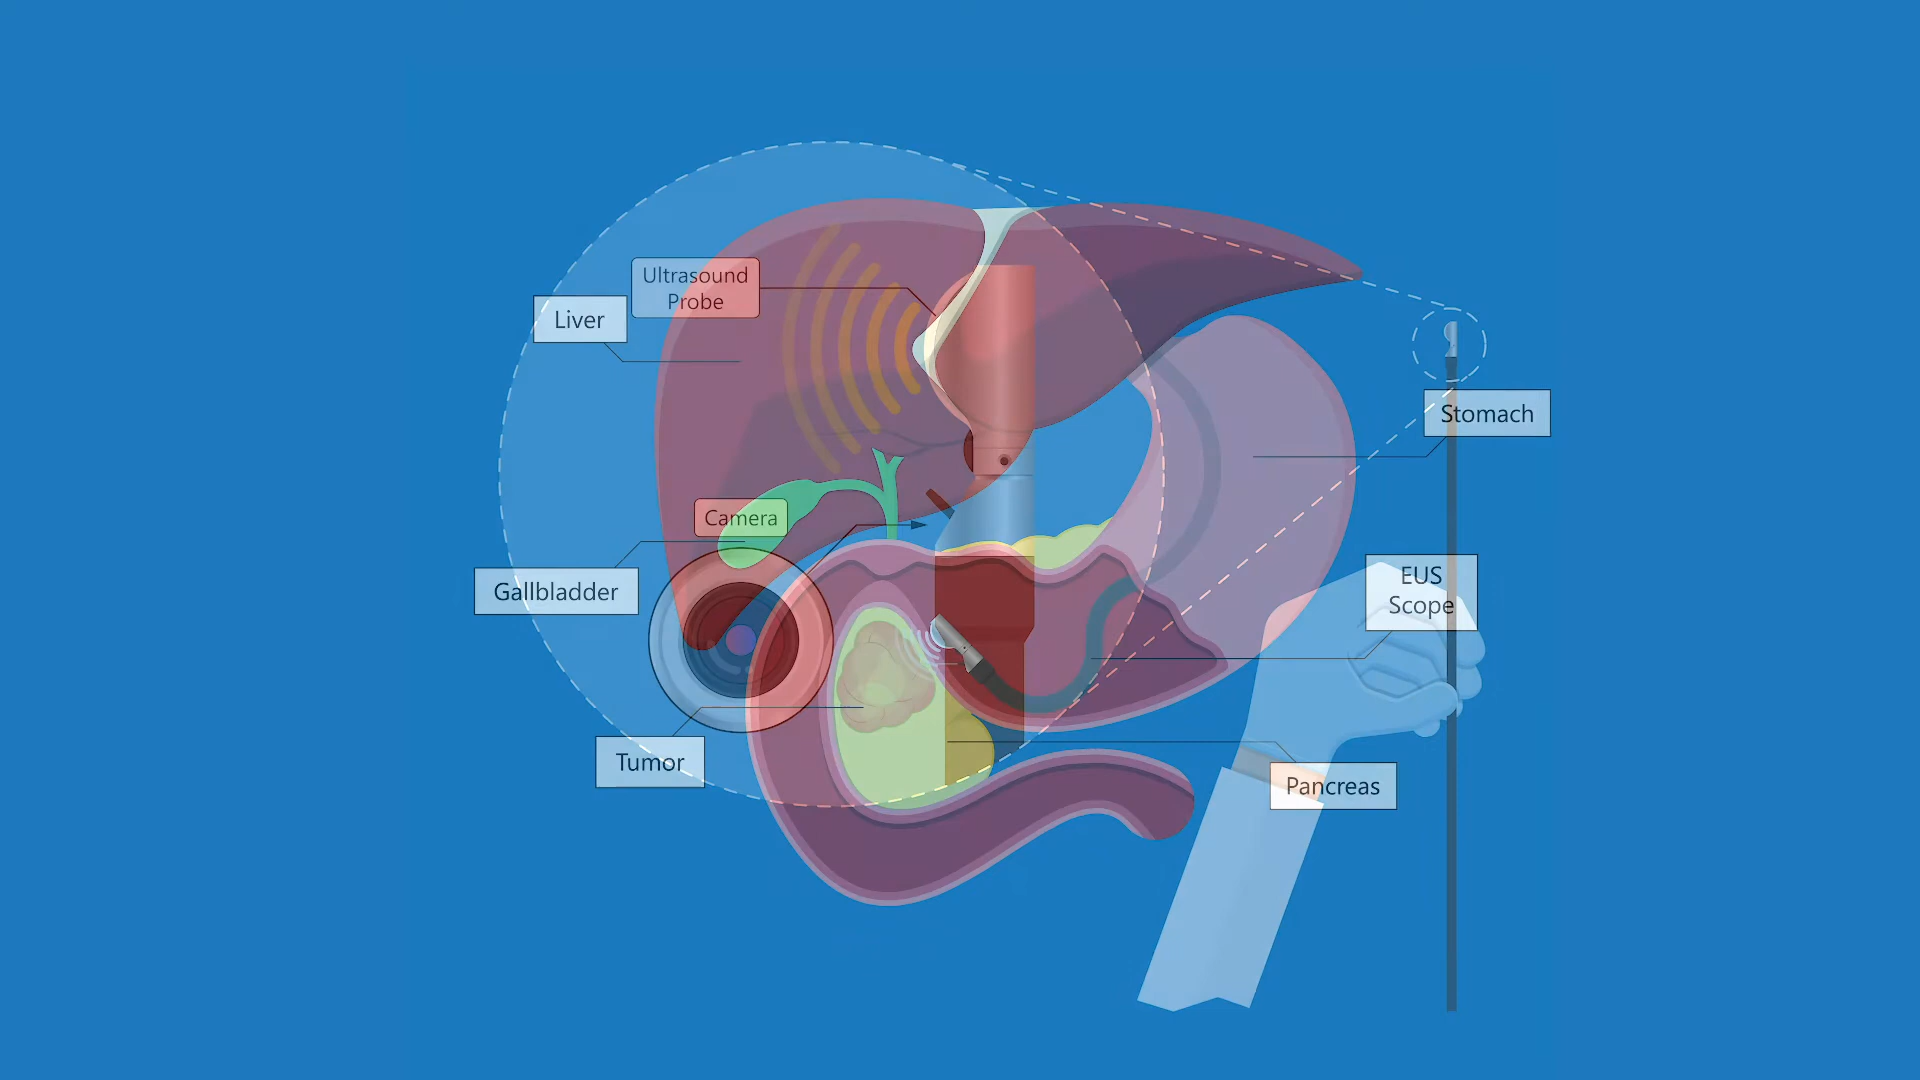 Ultrasound
Probe
Liver
Stomach
Camera
Gallbladder
EUS
Scope
Tumor
Pancreas